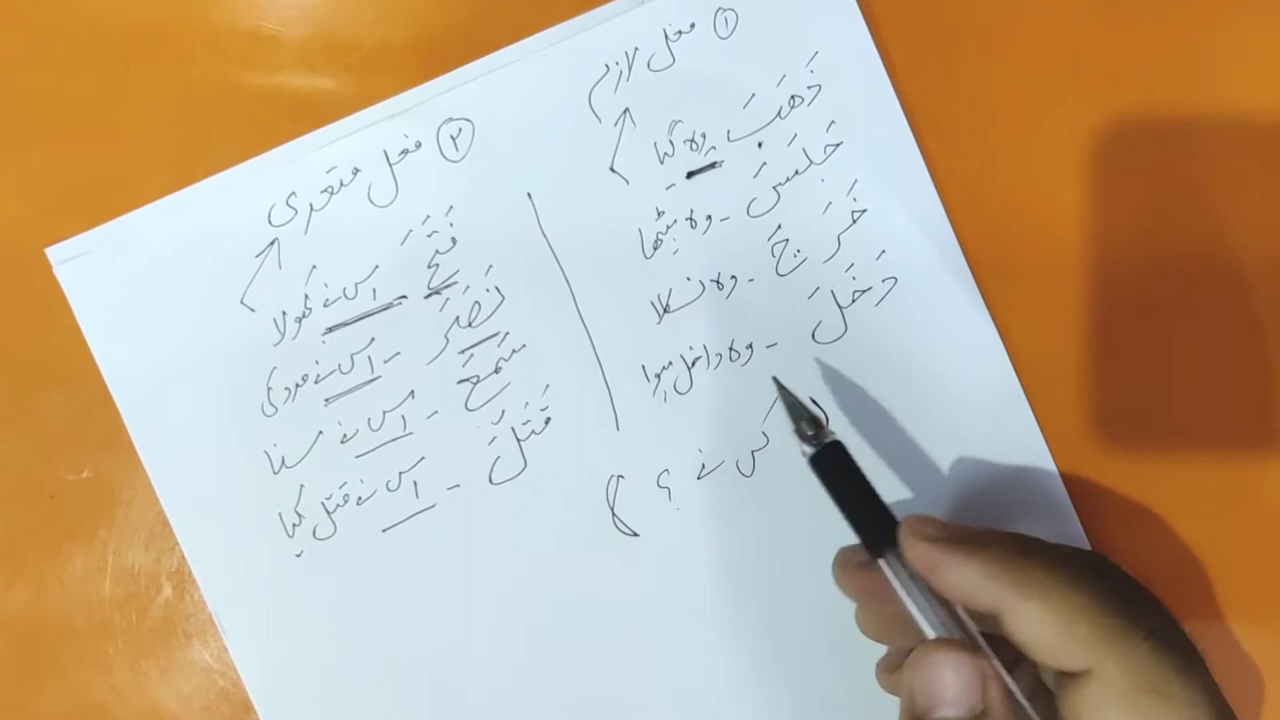 ① فعل لازم
ذَهَبَ وہ گیا
جَلَسَ - وہ بیٹھا
خَرَجَ - وہ نکلا
دَخَلَ - وہ داخل ہوا
کس نے ؟
② فعل متعدی
فَتَحَ اس نے کھولا
نَصَرَ - اس نے مدد کی
سَمَعَ - اس نے سنا
قَتَلَ - اس نے قتل کیا